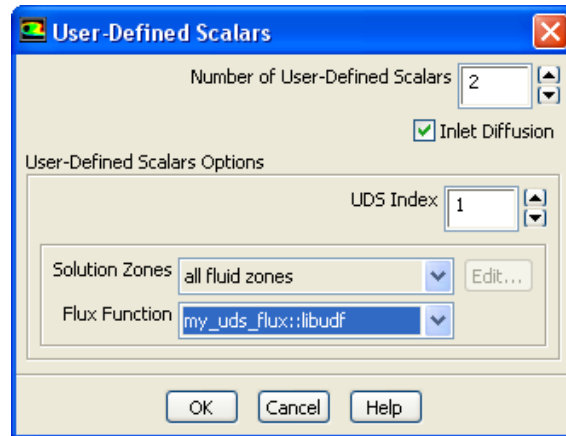 User-Defined Scalars
Number of User-Defined Scalars 2
Inlet Diffusion
User-Defined Scalars Options
UDS Index 1
Solution Zones all fluid zones Edit...
Flux Function my_uds_flux::libudf
OK Cancel Help